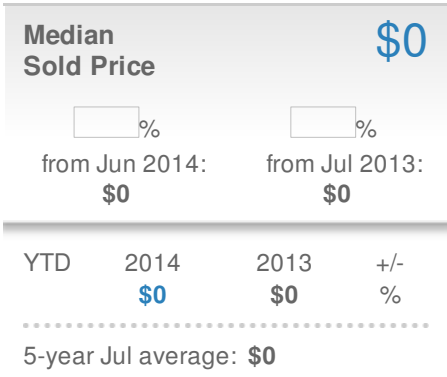 Median $0
Sold Price
% %
from Jun 2014: from Jul 2013:
$0 $0
YTD 2014 2013 +/-
$0 $0 %
5-year Jul average: $0